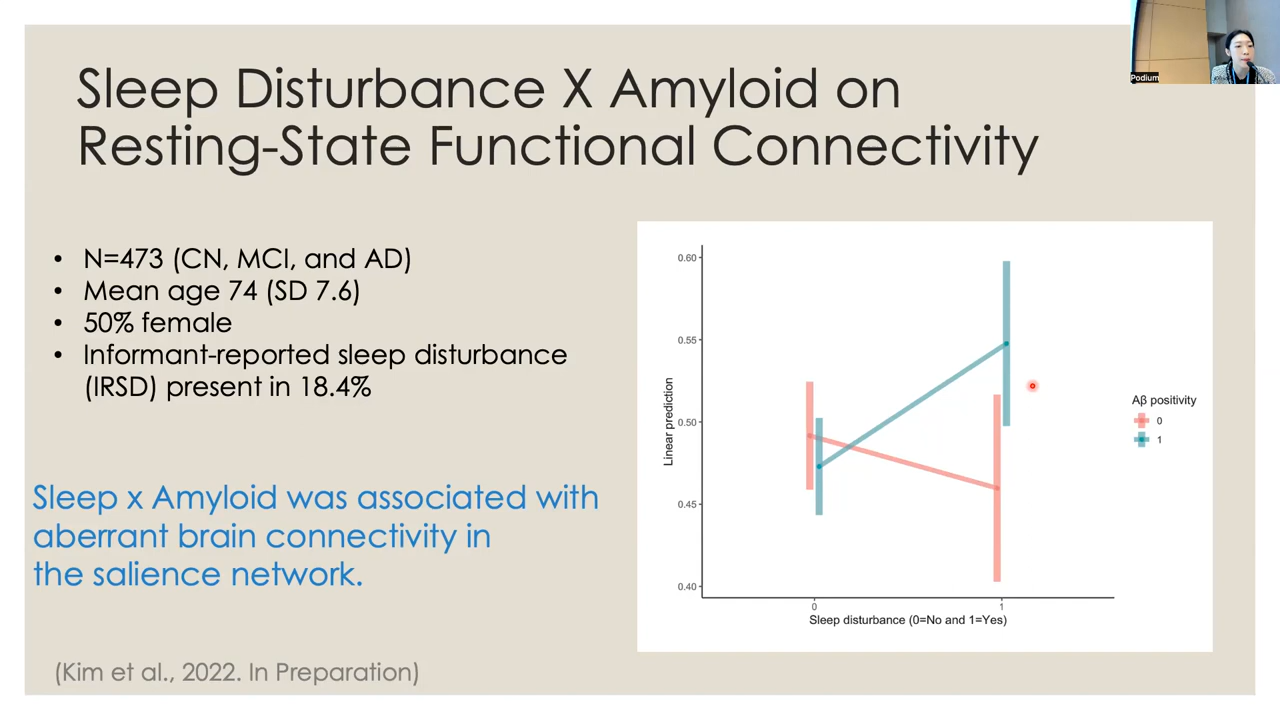 Podium
Sleep Disturbance X Amyloid on
Resting-State Functional Connectivity
• N=473 (CN, MCI, and AD)
• Mean age 74 (SD 7.6)
• 50% female
• Informant-reported sleep disturbance
(IRSD) present in 18.4%
Sleep x Amyloid was associated with
aberrant brain connectivity in
the salience network.
(Kim et al., 2022. In Preparation)
Linear prediction
0.60
0.55
0.50
0.45
0.40
0
1
Sleep disturbance (0=No and 1=Yes)
Aβ positivity
0
1